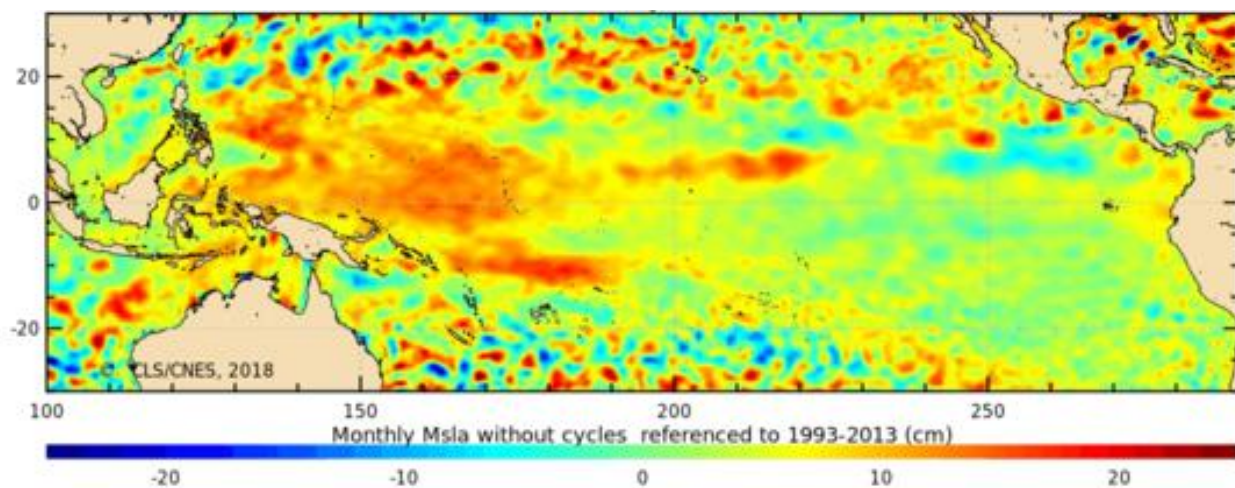 20
0
-20
© CLS/CNES, 2018
100 150 200 250
Monthly Msla without cycles referenced to 1993-2013 (cm)
-20 -10 0 10 20